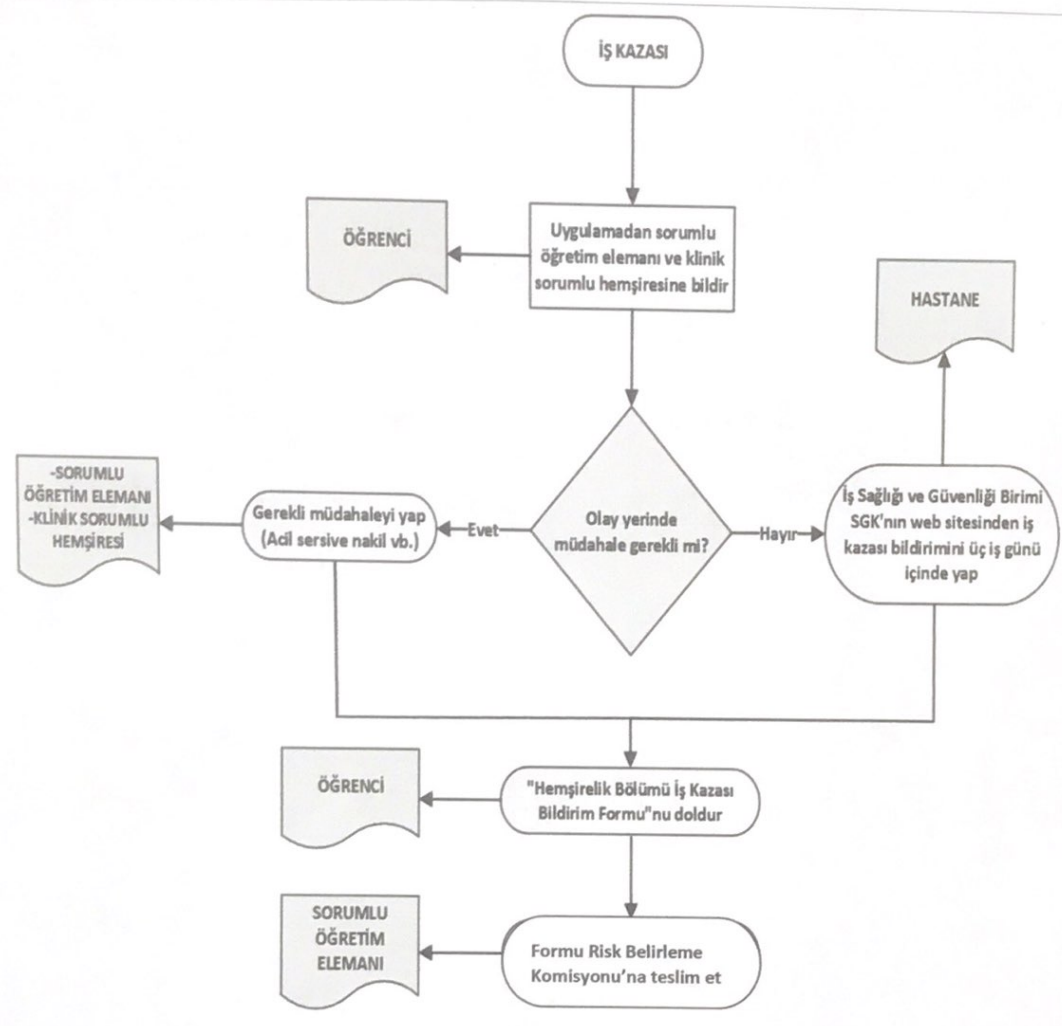 İŞ KAZASI
ÖĞRENCİ
Uygulamadan sorumlu
öğretim elemanı ve klinik
sorumlu hemşiresine bildir
HASTANE
-SORUMLU
ÖĞRETİM ELEMANI
-KLİNİK SORUMLU
HEMŞİRESİ
Gerekli müdahaleyi yap
(Acil sersive nakil vb.)
Evet
Olay yerinde
müdahale gerekli mi?
Hayır
İş Sağlığı ve Güvenliği Birimi
SGK'nın web sitesinden iş
kazası bildirimini üç iş günü
içinde yap
ÖĞRENCİ
"Hemşirelik Bölümü İş Kazası
Bildirim Formu"nu doldur
SORUMLU
ÖĞRETİM
ELEMANI
Formu Risk Belirleme
Komisyonu'na teslim et